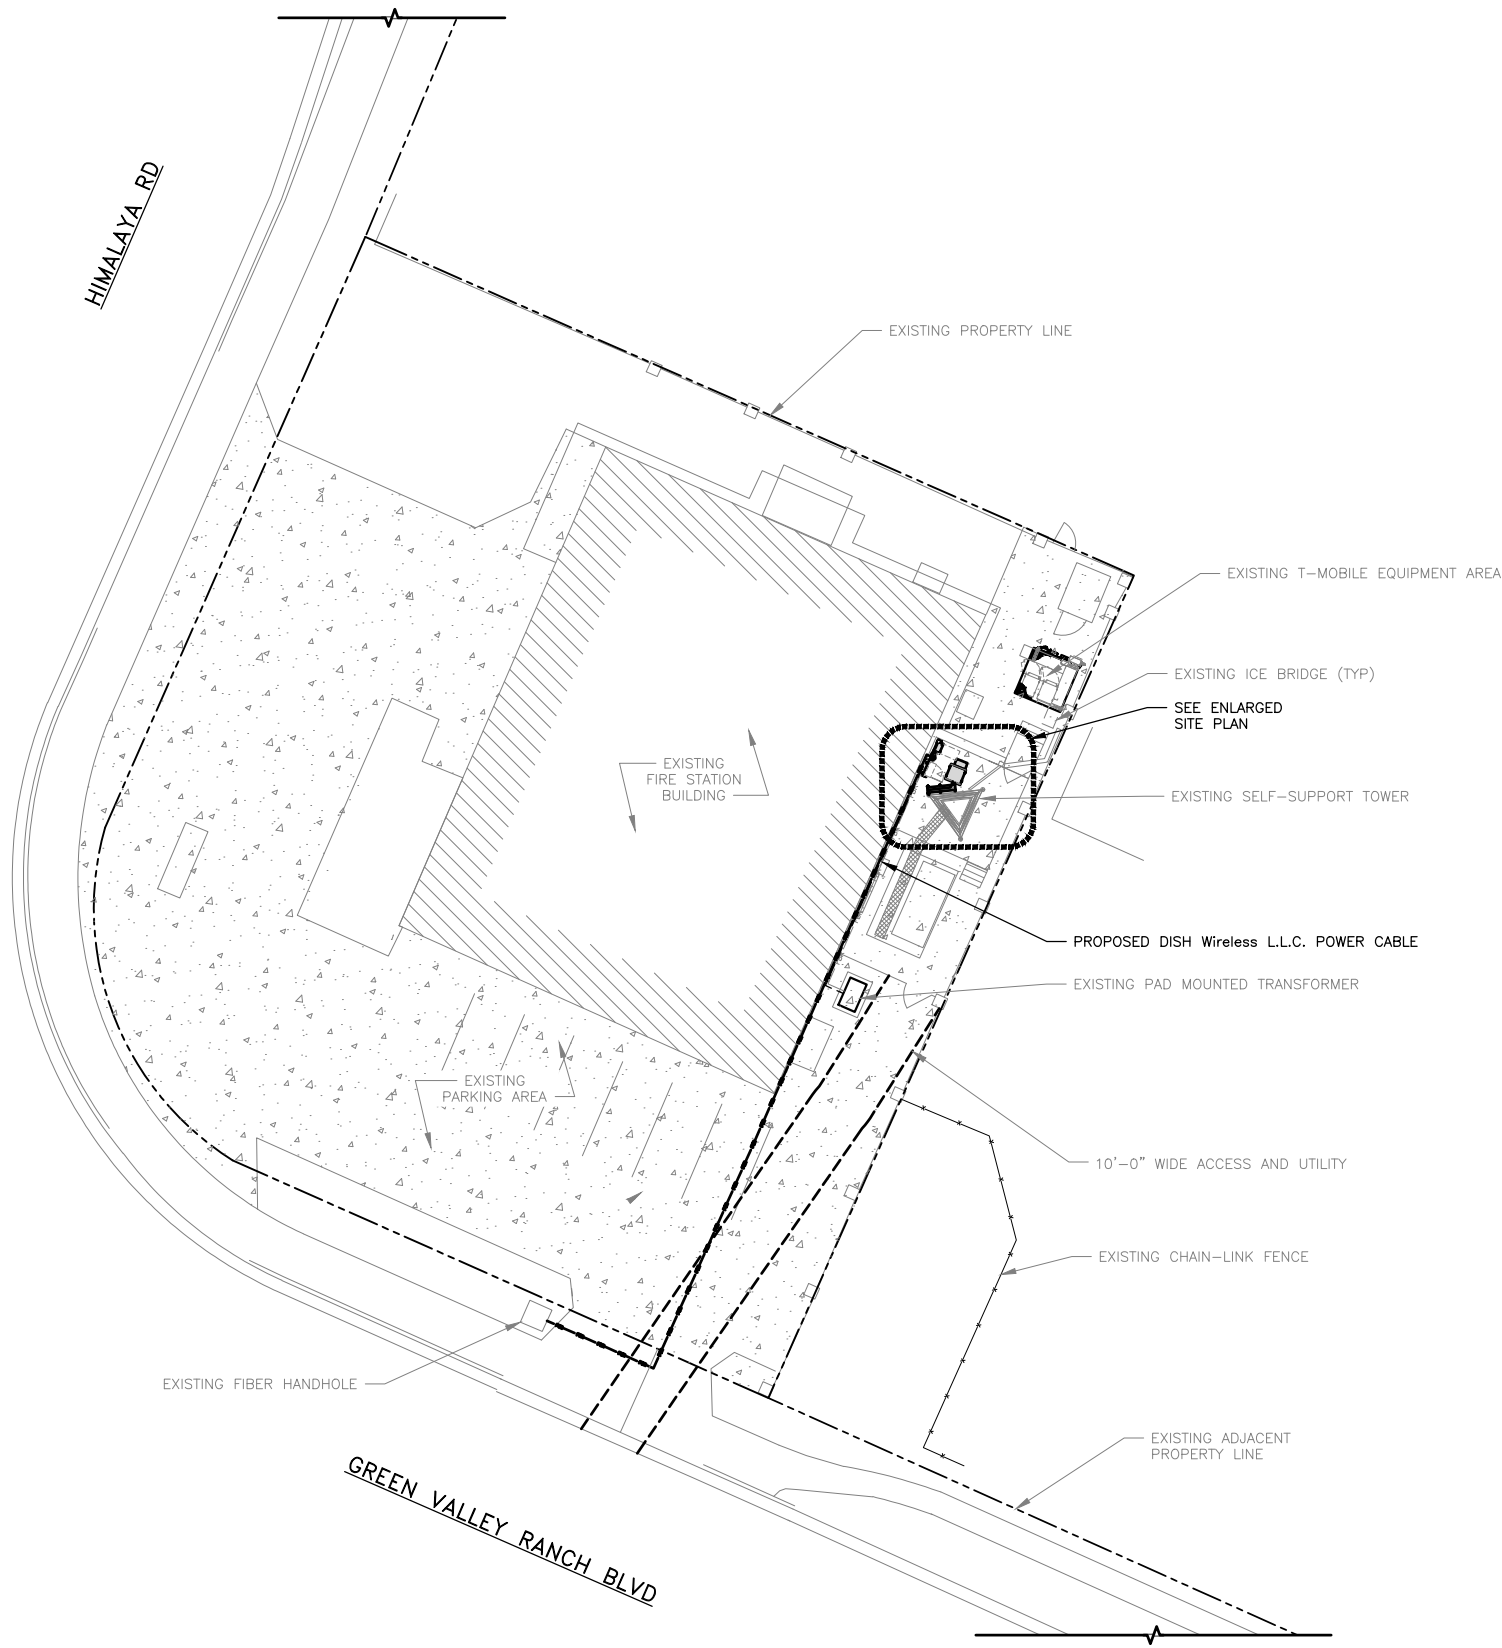 HIMALAYA RD
EXISTING PROPERTY LINE
EXISTING T-MOBILE EQUIPMENT AREA
EXISTING ICE BRIDGE (TYP)
SEE ENLARGED
SITE PLAN
EXISTING
FIRE STATION
BUILDING
EXISTING SELF-SUPPORT TOWER
PROPOSED DISH Wireless L.L.C. POWER CABLE
EXISTING PAD MOUNTED TRANSFORMER
EXISTING
PARKING AREA
10'-0" WIDE ACCESS AND UTILITY
EXISTING CHAIN-LINK FENCE
EXISTING FIBER HANDHOLE
EXISTING ADJACENT
PROPERTY LINE
GREEN VALLEY RANCH BLVD